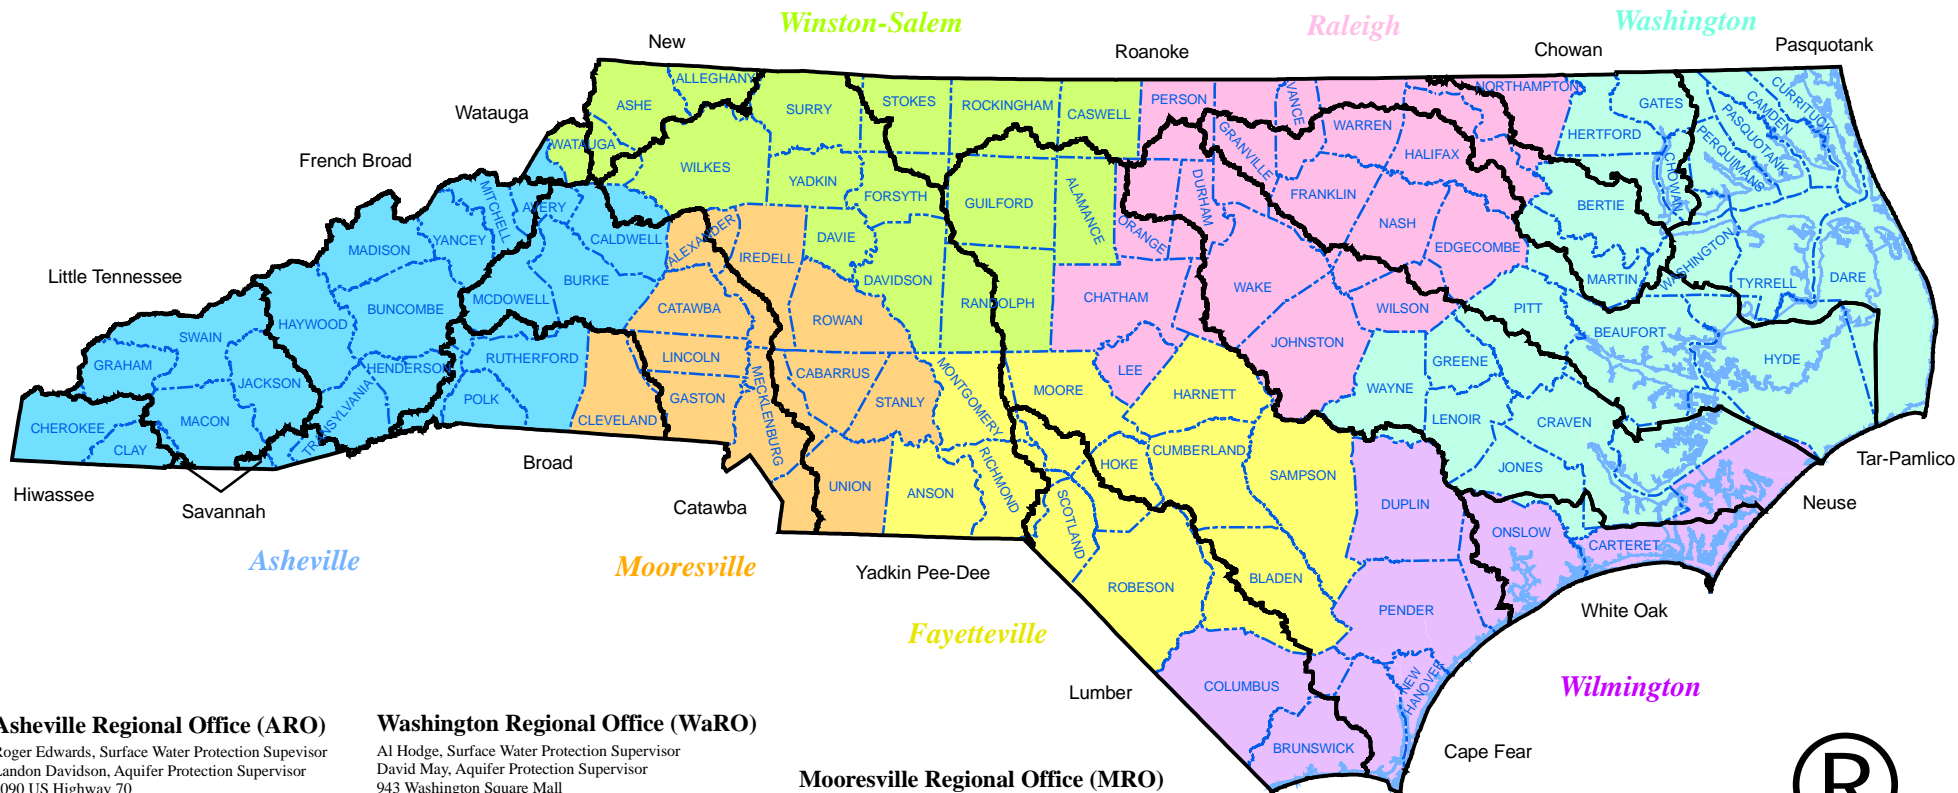 Winston-Salem
Raleigh
Washington
New
Roanoke
Chowan
Pasquotank
Watauga
French Broad
Little Tennessee
Hiwassee
Savannah
Broad
Catawba
Yadkin Pee-Dee
Lumber
Cape Fear
White Oak
Neuse
Tar-Pamlico
Asheville
Mooresville
Fayetteville
Wilmington
ALLEGHANY
ASHE
SURRY
STOKES
ROCKINGHAM
CASWELL
PERSON
VANCE
WARREN
NORTHAMPTON
GATES
CURRITUCK
CAMDEN
PASQUOTANK
PERQUIMANS
HERTFORD
CHOWAN
WATAUGA
WILKES
YADKIN
FORSYTH
GUILFORD
ALAMANCE
ORANGE
DURHAM
GRANVILLE
FRANKLIN
HALIFAX
NASH
EDGECOMBE
BERTIE
MARTIN
WASHINGTON
TYRRELL
DARE
MITCHELL
AVERY
YANCEY
MADISON
CALDWELL
ALEXANDER
IREDELL
DAVIE
DAVIDSON
RANDOLPH
CHATHAM
WAKE
WILSON
PITT
BEAUFORT
HYDE
HAYWOOD
BUNCOMBE
MCDOWELL
BURKE
CATAWBA
ROWAN
SWAIN
GRAHAM
JACKSON
HENDERSON
RUTHERFORD
LINCOLN
CABARRUS
STANLY
MONTGOMERY
MOORE
LEE
HARNETT
JOHNSTON
WAYNE
GREENE
LENOIR
CRAVEN
JONES
CHEROKEE
CLAY
MACON
TRANSYLVANIA
POLK
CLEVELAND
GASTON
MECKLENBURG
UNION
ANSON
RICHMOND
SCOTLAND
HOKE
CUMBERLAND
SAMPSON
DUPLIN
ONSLOW
CARTERET
ROBESON
BLADEN
PENDER
COLUMBUS
NEW
HANOVER
BRUNSWICK
Asheville Regional Office (ARO)
Roger Edwards, Surface Water Protection Supevisor
Landon Davidson, Aquifer Protection Supervisor
2090 US Highway 70
Washington Regional Office (WaRO)
Al Hodge, Surface Water Protection Supervisor
David May, Aquifer Protection Supervisor
943 Washington Square Mall
Mooresville Regional Office (MRO)
R